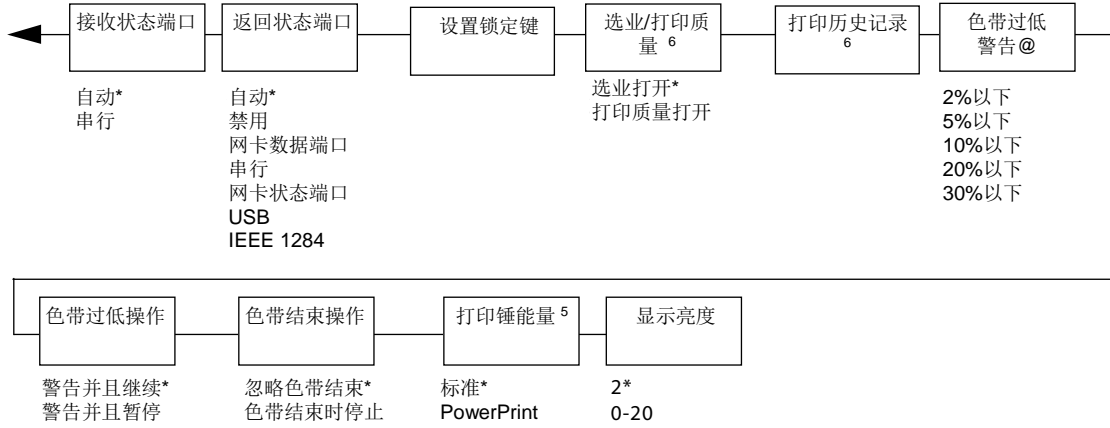 接收状态端口
自动*
串行
返回状态端口
自动*
禁用
网卡数据端口
串行
网卡状态端口
USB
IEEE 1284
设置锁定键
选业/打印质
量 6
选业打开*
打印质量打开
打印历史记录
6
色带过低
警告@
2%以下
5%以下
10%以下
20%以下
30%以下
色带过低操作
警告并且继续*
警告并且暂停
色带结束操作
忽略色带结束*
色带结束时停止
打印锤能量 5
标准*
PowerPrint
显示亮度
2*
0-20